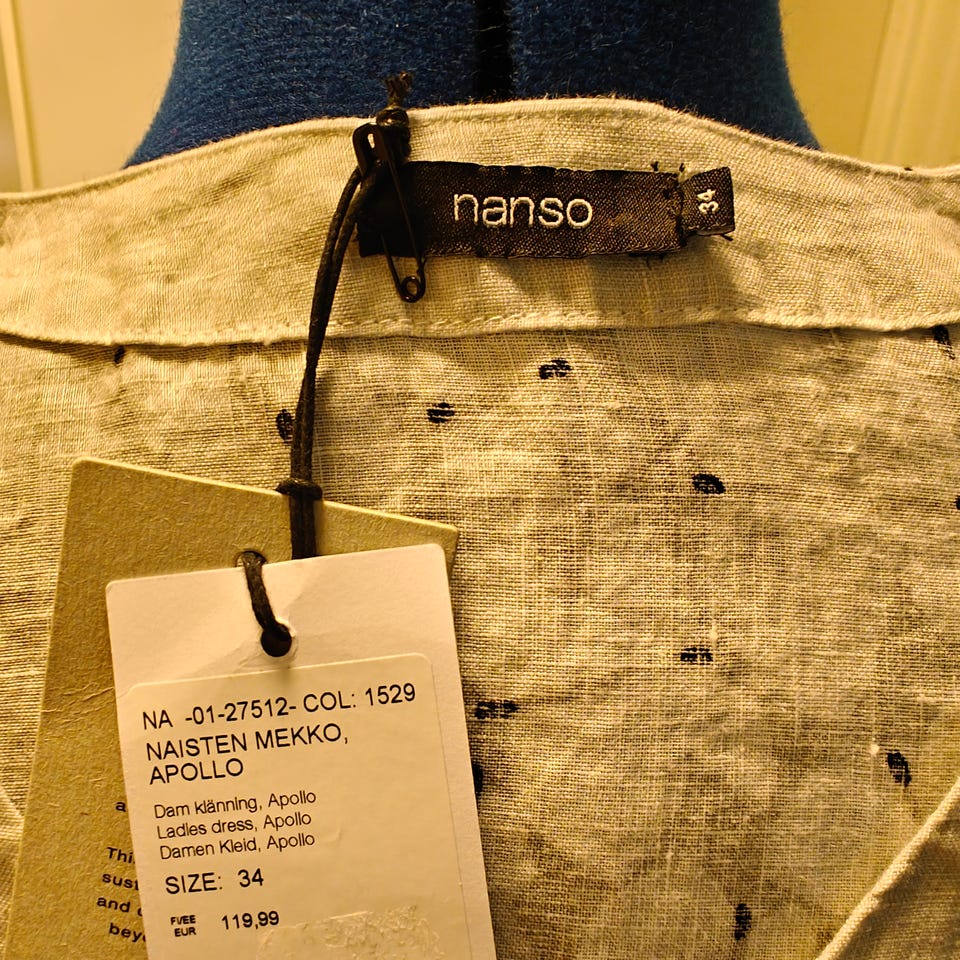 nanso
34
NA -01-27512- COL: 1529
NAISTEN MEKKO,
APOLLO
Dam klänning, Apollo
Ladies dress, Apollo
Damen Kleid, Apollo
SIZE: 34
FI/EE
EUR 119,99
and